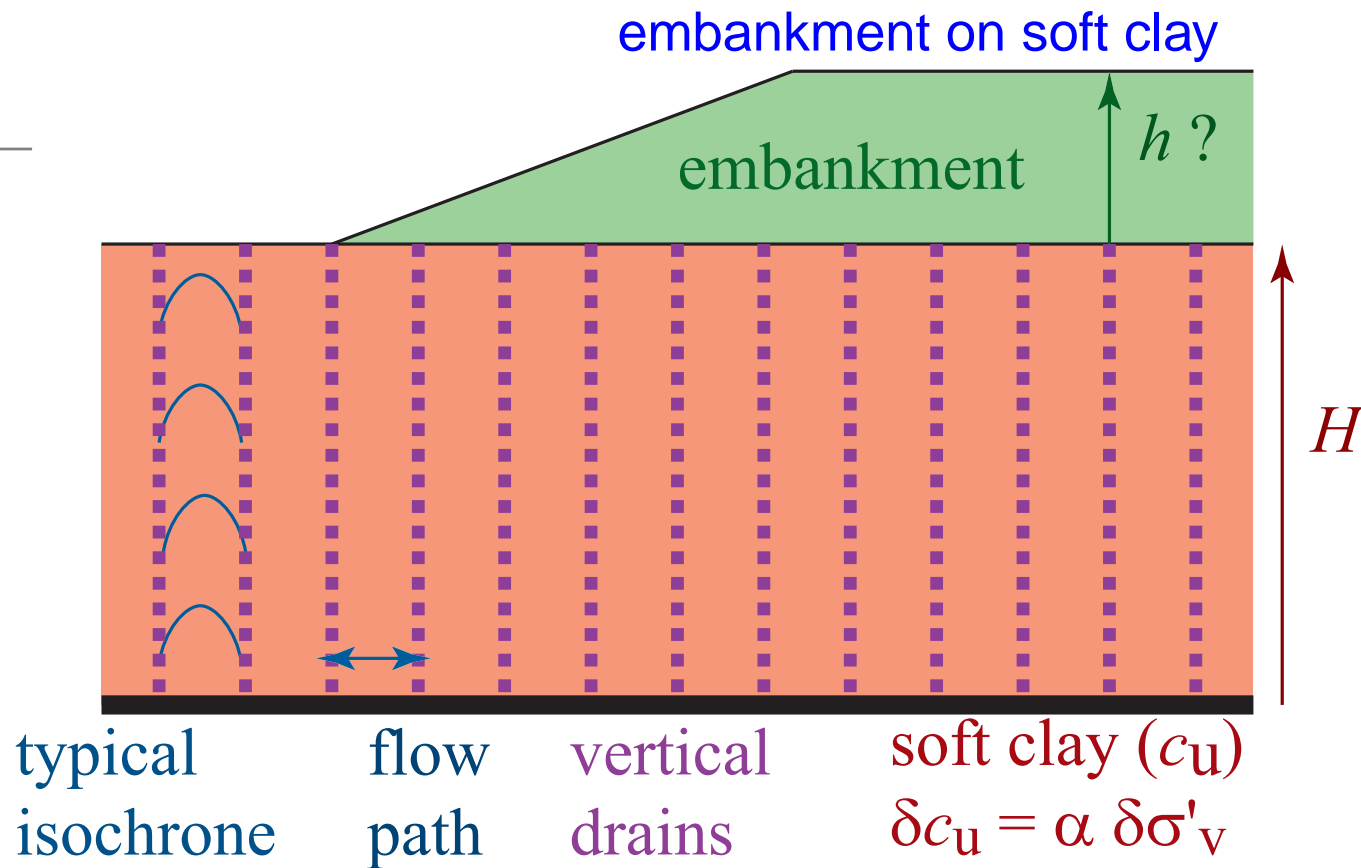 embankment on soft clay
h ?
embankment
H
typical isochrone
flow path
vertical drains
soft clay (cu)
δcu = α δσ'v